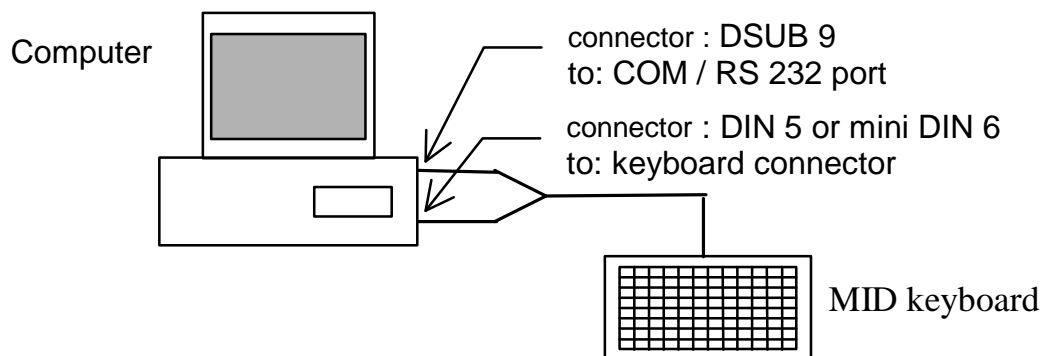 Computer
connector : DSUB 9
to: COM / RS 232 port
connector : DIN 5 or mini DIN 6
to: keyboard connector
MID keyboard